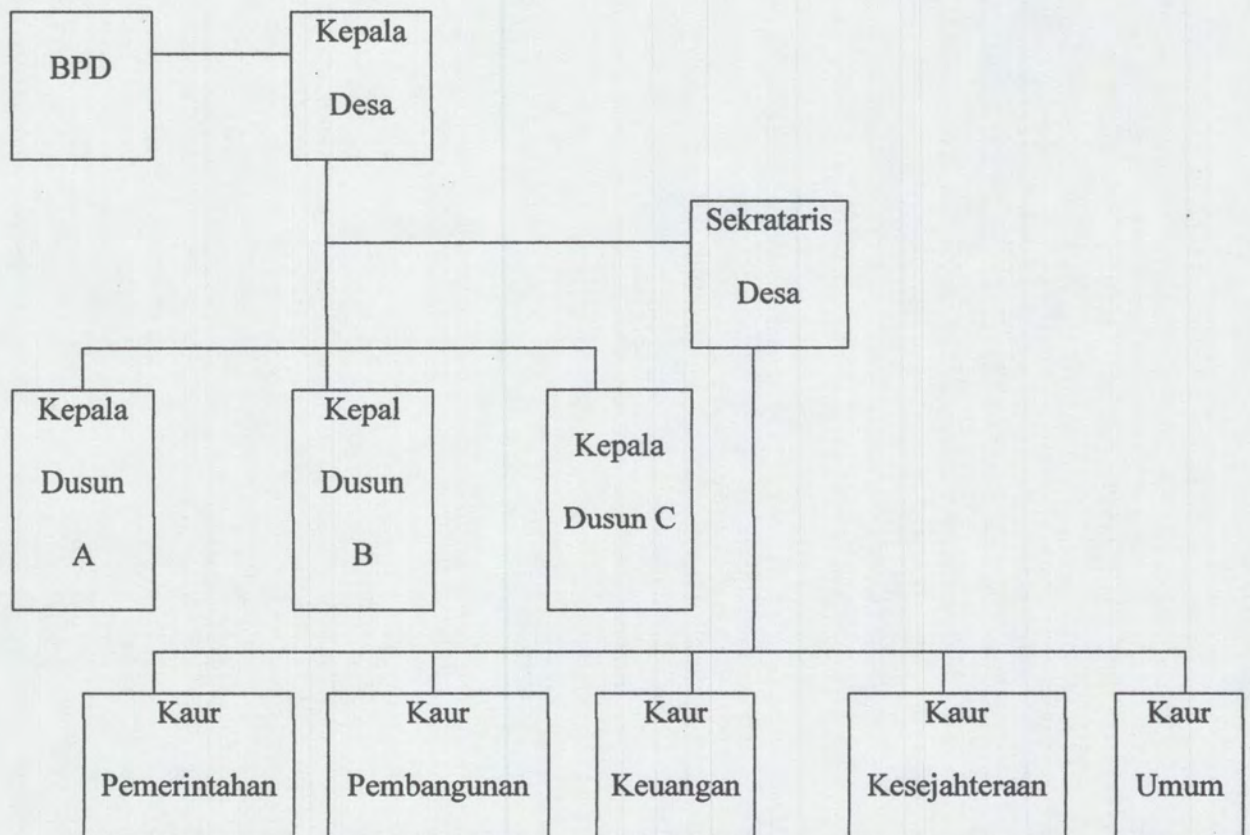 BPD
Kepala
Desa
Sekrataris
Desa
Kepala
Dusun
A
Kepal
Dusun
B
Kepala
Dusun C
Kaur
Pemerintahan
Kaur
Pembangunan
Kaur
Keuangan
Kaur
Kesejahteraan
Kaur
Umum